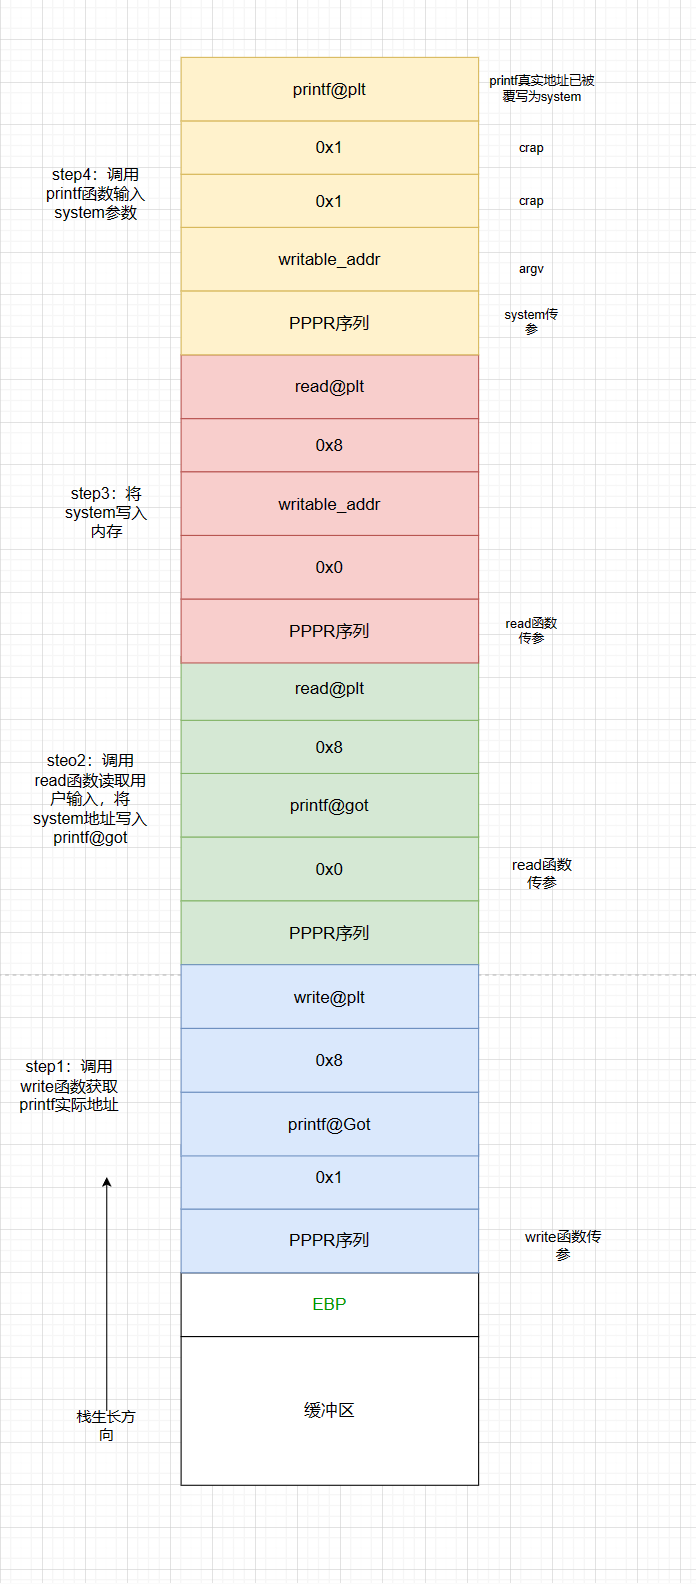 printf@plt
printf真实地址已被
覆写为system
0x1
crap
step4：调用
printf函数输入
system参数
0x1
crap
writable_addr
argv
PPPR序列
system传
参
read@plt
0x8
step3：将
system写入
内存
writable_addr
0x0
PPPR序列
read函数
传参
read@plt
0x8
steo2：调用
read函数读取用
户输入，将
system地址写入
printf@got
printf@got
0x0
read函数
传参
PPPR序列
write@plt
0x8
step1：调用
write函数获取
printf实际地址
printf@Got
0x1
PPPR序列
write函数传
参
EBP
缓冲区
栈生长方
向